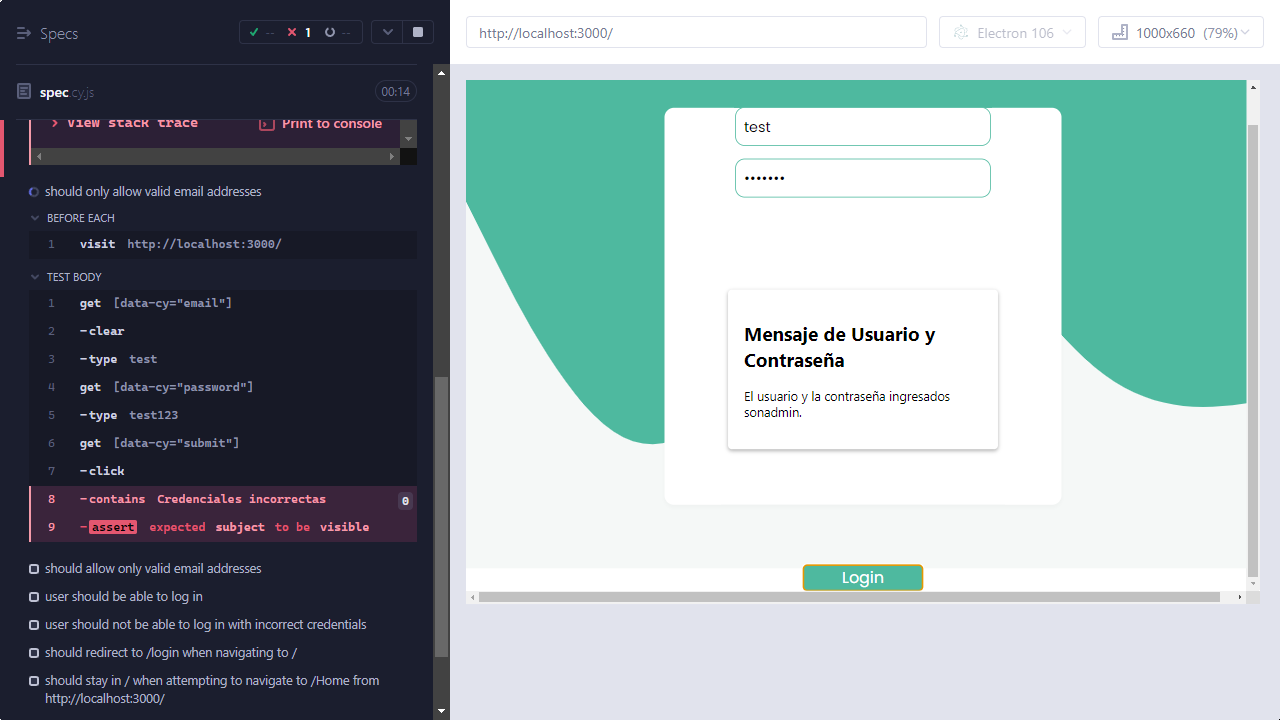 Specs
-- 1 --
http://localhost:3000/
Electron 106
1000x660 (79%)
spec.cy.js
00:14
View stack trace
Print to console
should only allow valid email addresses
BEFORE EACH
1 visit http://localhost:3000/
TEST BODY
1 get [data-cy="email"]
2 -clear
3 -type test
4 get [data-cy="password"]
5 -type test123
6 get [data-cy="submit"]
7 -click
8 -contains Credenciales incorrectas 0
9 -assert expected subject to be visible
should allow only valid email addresses
user should be able to log in
user should not be able to log in with incorrect credentials
should redirect to /login when navigating to /
should stay in / when attempting to navigate to /Home from
http://localhost:3000/
test
•••••••
Mensaje de Usuario y
Contraseña
El usuario y la contraseña ingresados
sonadmin.
Login